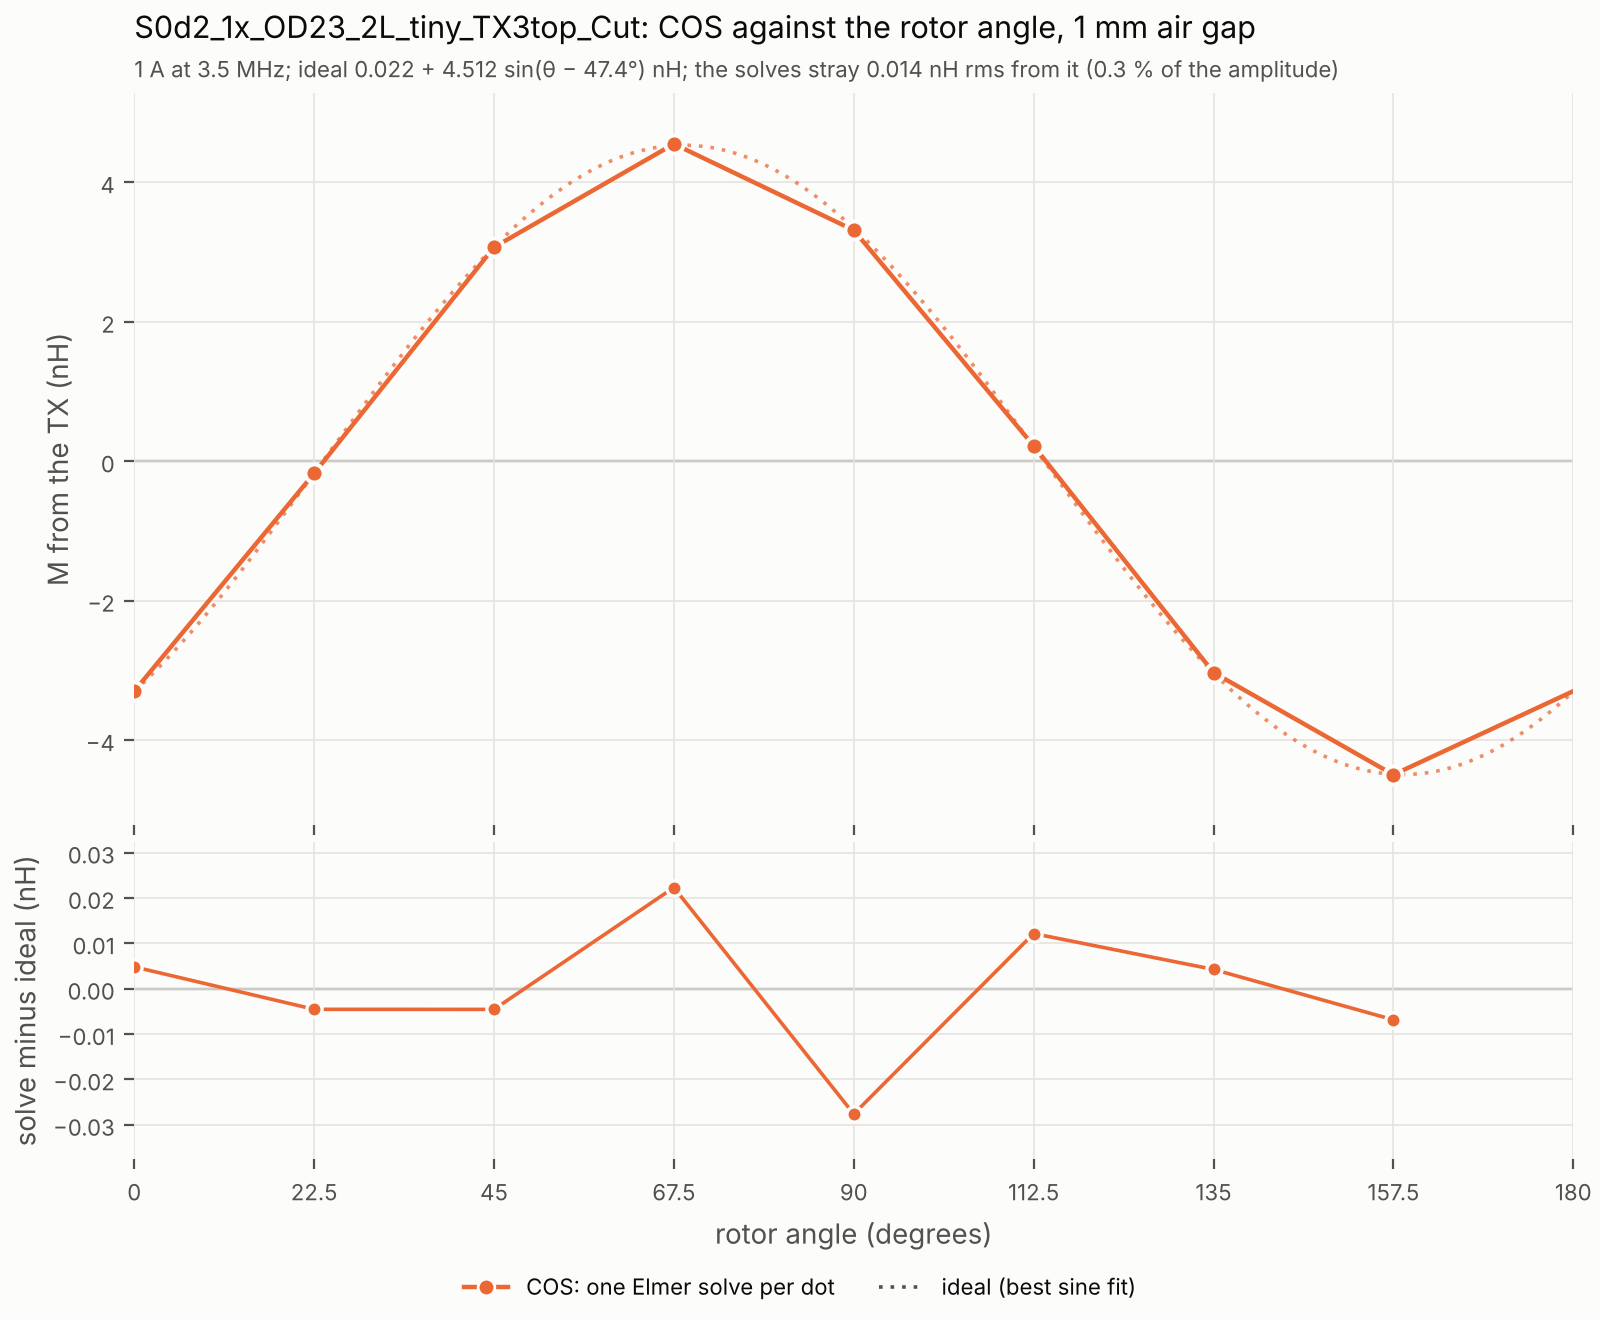 S0d2_1x_OD23_2L_tiny_TX3top_Cut: COS against the rotor angle, 1 mm air gap
1 A at 3.5 MHz; ideal 0.022 + 4.512 sin(θ − 47.4°) nH; the solves stray 0.014 nH rms from it (0.3 % of the amplitude)
M from the TX (nH)
4
2
0
−2
−4
solve minus ideal (nH)
0.03
0.02
0.01
0.00
−0.01
−0.02
−0.03
0 22.5 45 67.5 90 112.5 135 157.5 180
rotor angle (degrees)
COS: one Elmer solve per dot ideal (best sine fit)